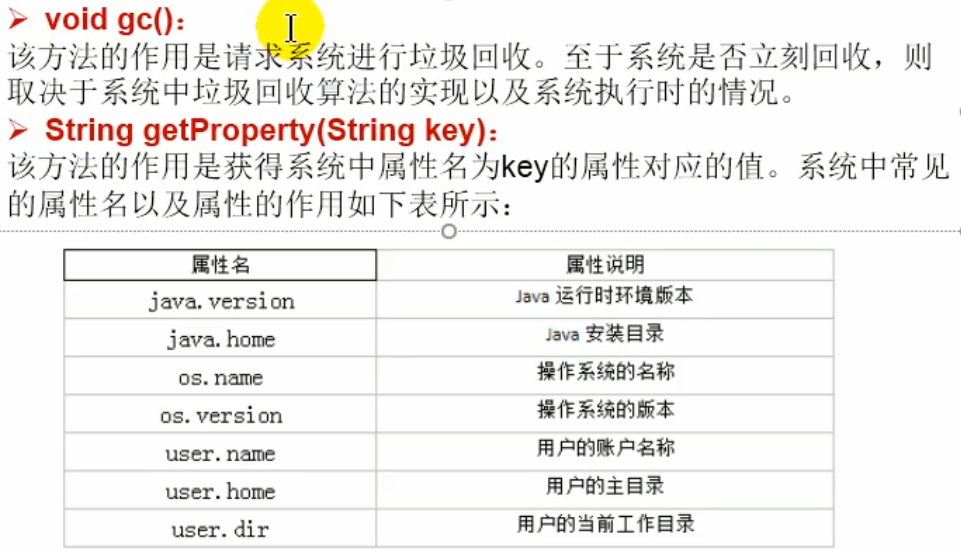 ➢ void gc():
该方法的作用是请求系统进行垃圾回收。至于系统是否立刻回收，则
取决于系统中垃圾回收算法的实现以及系统执行时的情况。
➢ String getProperty(String key):
该方法的作用是获得系统中属性名为key的属性对应的值。系统中常见
的属性名以及属性的作用如下表所示：
属性名 属性说明
java.version Java 运行时环境版本
java.home Java 安装目录
os.name 操作系统的名称
os.version 操作系统的版本
user.name 用户的账户名称
user.home 用户的主目录
user.dir 用户的当前工作目录